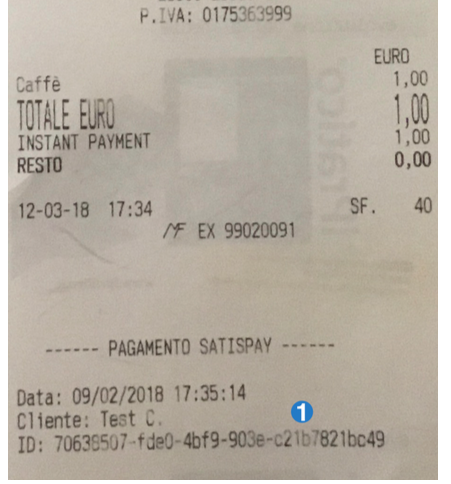 P.IVA: 0175363999
EURO
Caffè 1,00
TOTALE EURO 1,00
INSTANT PAYMENT 1,00
RESTO 0,00
12-03-18 17:34 SF. 40
EX 99020091
------ PAGAMENTO SATISPAY ------
Data: 09/02/2018 17:35:14
Cliente: Test C.
1
ID: 70638507-fde0-4bf9-903e-c21b7821bc49